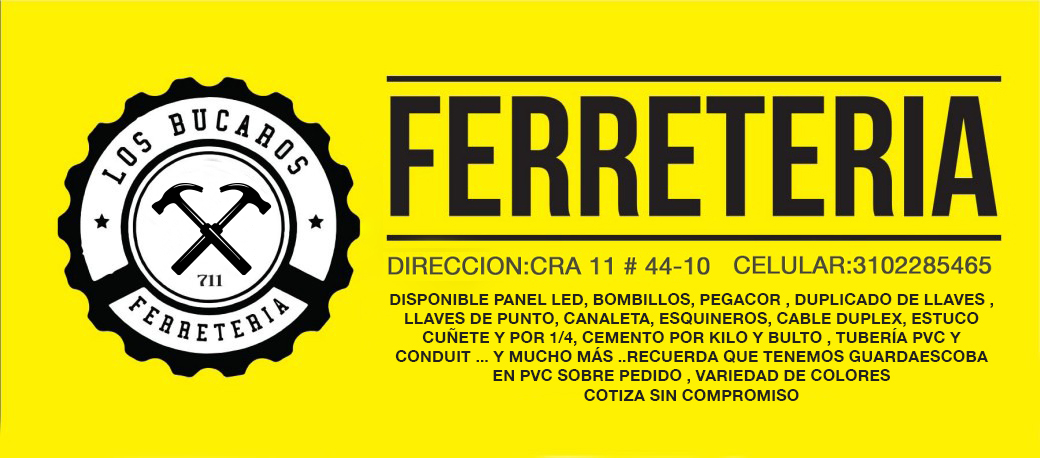 LOS BUCAROS
711
FERRETERIA
FERRETERIA
DIRECCION:CRA 11 # 44-10 CELULAR:3102285465
DISPONIBLE PANEL LED, BOMBILLOS, PEGACOR , DUPLICADO DE LLAVES ,
LLAVES DE PUNTO, CANALETA, ESQUINEROS, CABLE DUPLEX, ESTUCO
CUÑETE Y POR 1/4, CEMENTO POR KILO Y BULTO , TUBERÍA PVC Y
CONDUIT ... Y MUCHO MÁS ..RECUERDA QUE TENEMOS GUARDAESCOBA
EN PVC SOBRE PEDIDO , VARIEDAD DE COLORES
COTIZA SIN COMPROMISO